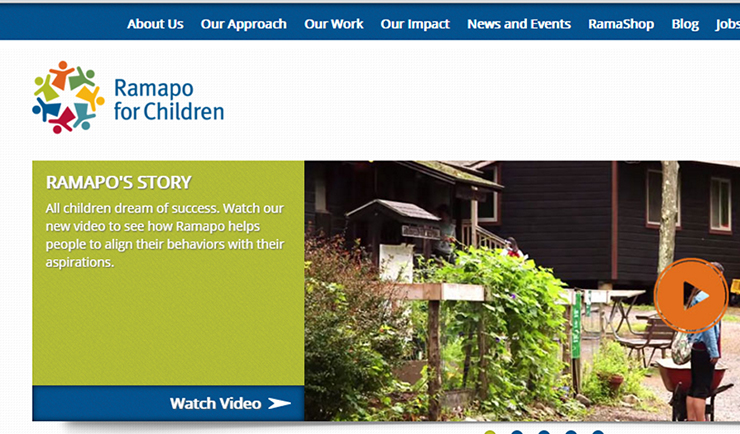 About Us Our Approach Our Work Our Impact News and Events RamaShop Blog Jobs
Ramapo
for Children
RAMAPO'S STORY
All children dream of success. Watch our
new video to see how Ramapo helps
people to align their behaviors with their
aspirations.
Watch Video